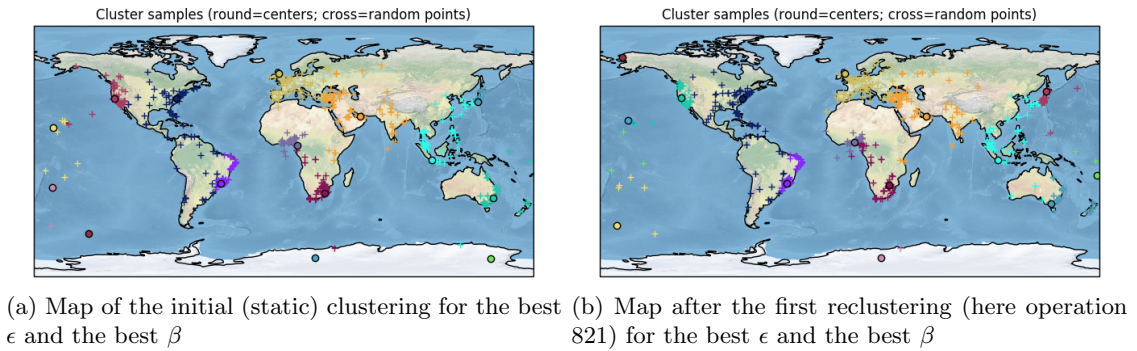 Cluster samples (round=centers; cross=random points)
Cluster samples (round=centers; cross=random points)
(a) Map of the initial (static) clustering for the best
ϵ and the best β
(b) Map after the first reclustering (here operation
821) for the best ϵ and the best β